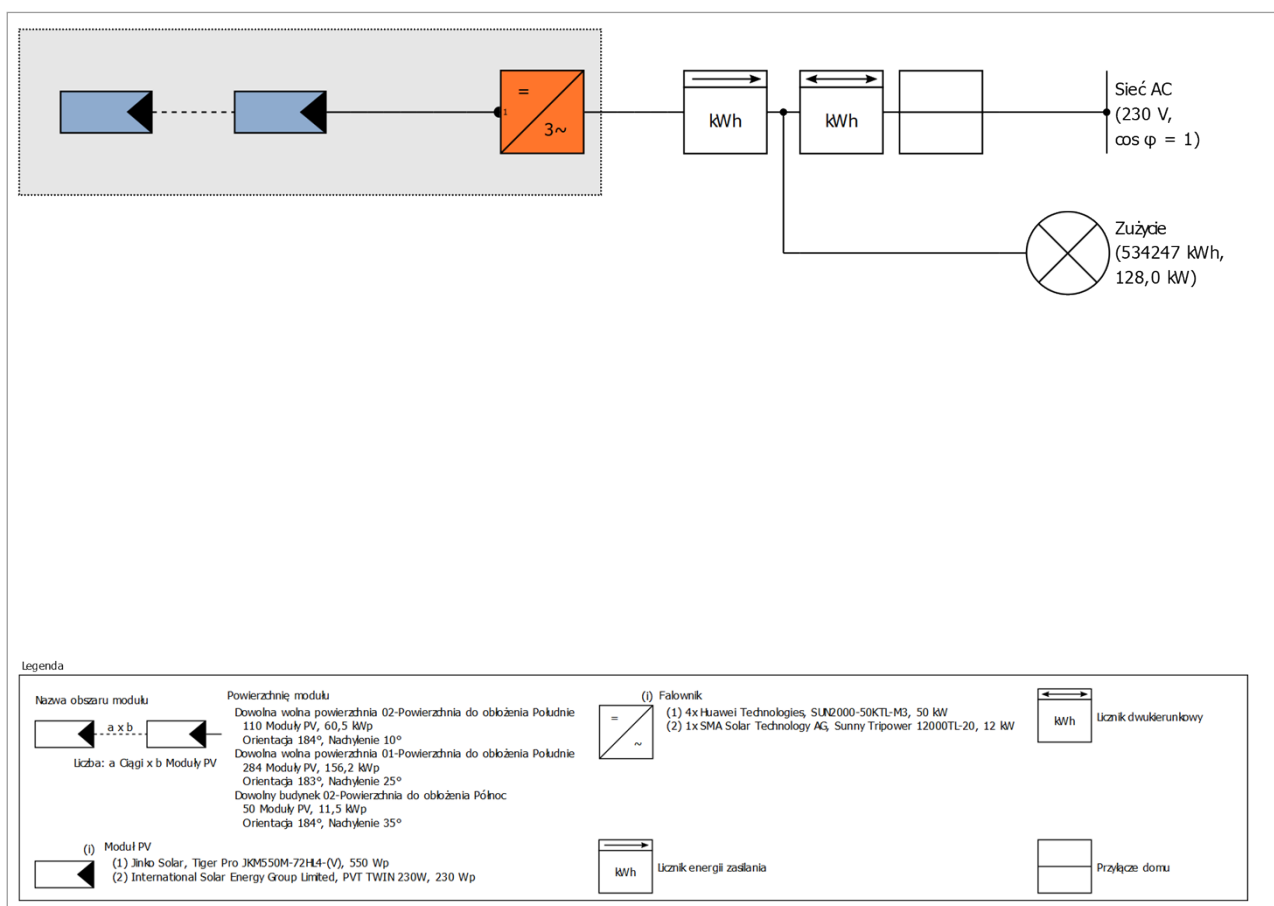 Sieć AC
(230 V,
cos φ = 1)
=
1
3~
kWh
kWh
Zużycie
(534247 kWh,
128,0 kW)
Legenda
Nazwa obszaru modułu
a x b
Liczba: a Ciągi x b Moduły PV
Powierzchnię modułu
Dowolna wolna powierzchnia 02-Powierzchnia do obłożenia Południe
110 Moduły PV, 60,5 kWp
Orientacja 184°, Nachylenie 10°
Dowolna wolna powierzchnia 01-Powierzchnia do obłożenia Południe
284 Moduły PV, 156,2 kWp
Orientacja 183°, Nachylenie 25°
Dowolny budynek 02-Powierzchnia do obłożenia Północ
50 Moduły PV, 11,5 kWp
Orientacja 184°, Nachylenie 35°
(i) Falownik
=
~
(1) 4x Huawei Technologies, SUN2000-50KTL-M3, 50 kW
(2) 1x SMA Solar Technology AG, Sunny Tripower 12000TL-20, 12 kW
kWh
Licznik dwukierunkowy
(i) Moduł PV
(1) Jinko Solar, Tiger Pro JKM550M-72HL4-(V), 550 Wp
(2) International Solar Energy Group Limited, PVT TWIN 230W, 230 Wp
kWh
Licznik energii zasilania
Przyłącze domu